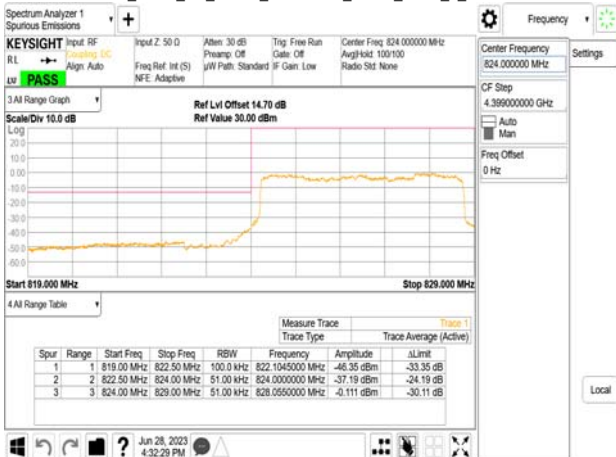 Spectrum Analyzer 1
Spurious Emissions
+
Frequency
KEYSIGHT Input: RF Input Z: 50 Ω Atten: 30 dB Trig: Free Run Center Freq: 824.000000 MHz
RL Coupling: DC Preamp: Off Gate: Off Avg|Hold: 100/100
Align: Auto Freq Ref: Int (S) µW Path: Standard IF Gain: Low Radio Std: None
NFE: Adaptive
LV PASS
Center Frequency
824.000000 MHz
Settings
CF Step
4.399000000 GHz
Auto
Man
Freq Offset
0 Hz
3 All Range Graph
Ref Lvl Offset 14.70 dB
Scale/Div 10.0 dB Ref Value 30.00 dBm
Log
20.0
10.0
0.00
-10.0
-20.0
-30.0
-40.0
-50.0
-60.0
Start 819.000 MHz Stop 829.000 MHz
4 All Range Table
Measure Trace Trace 1
Trace Type Trace Average (Active)
Spur Range Start Freq Stop Freq RBW Frequency Amplitude ΔLimit
1 1 819.00 MHz 822.50 MHz 100.0 kHz 822.1045000 MHz -46.35 dBm -33.35 dB
2 2 822.50 MHz 824.00 MHz 51.00 kHz 824.0000000 MHz -37.19 dBm -24.19 dB
3 3 824.00 MHz 829.00 MHz 51.00 kHz 828.0550000 MHz -0.111 dBm -30.11 dB
Local
? Jun 28, 2023
4:32:29 PM